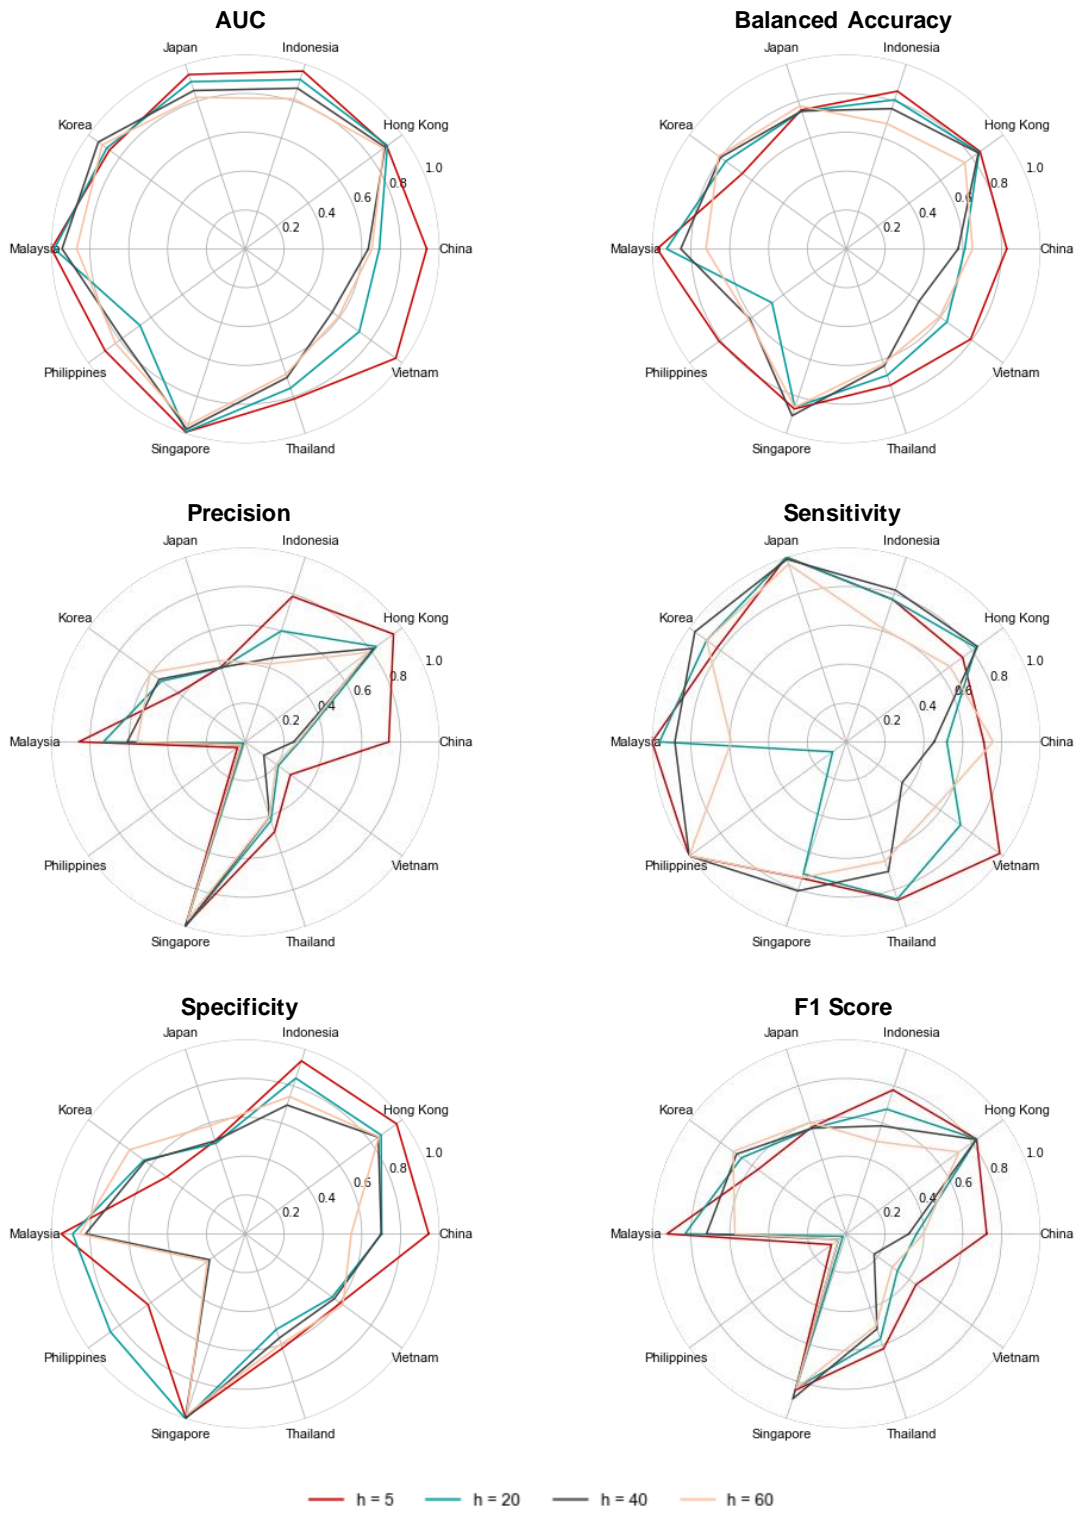 AUC
Japan
Indonesia
Korea
Hong Kong
1.0
0.8
0.6
0.4
0.2
Malaysia
China
Philippines
Vietnam
Singapore
Thailand
Balanced Accuracy
Japan
Indonesia
Korea
Hong Kong
1.0
0.8
0.6
0.4
0.2
Malaysia
China
Philippines
Vietnam
Singapore
Thailand
Precision
Japan
Indonesia
Korea
Hong Kong
1.0
0.8
0.6
0.4
0.2
Malaysia
China
Philippines
Vietnam
Singapore
Thailand
Sensitivity
Japan
Indonesia
Korea
Hong Kong
1.0
0.8
0.6
0.4
0.2
Malaysia
China
Philippines
Vietnam
Singapore
Thailand
Specificity
Japan
Indonesia
Korea
Hong Kong
1.0
0.8
0.6
0.4
0.2
Malaysia
China
Philippines
Vietnam
Singapore
Thailand
F1 Score
Japan
Indonesia
Korea
Hong Kong
1.0
0.8
0.6
0.4
0.2
Malaysia
China
Philippines
Vietnam
Singapore
Thailand
h = 5 h = 20 h = 40 h = 60